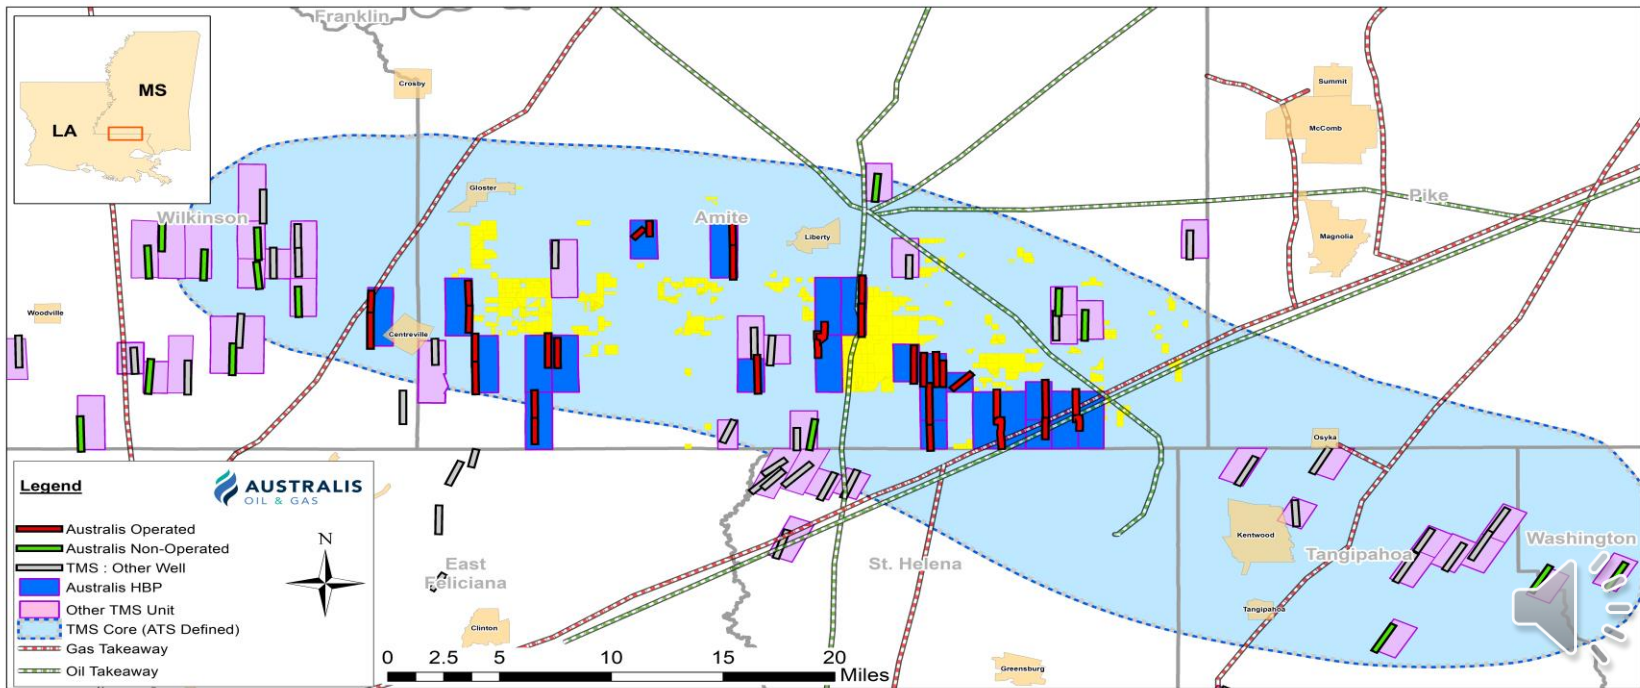 Franklin
MS
LA
Crosby
Summit
McComb
Gloster
Pike
Wilkinson
Amite
Liberty
Magnolia
Woodville
Centreville
Osyka
Legend
AUSTRALIS
OIL & GAS
Australis Operated
Australis Non-Operated
TMS : Other Well
Australis HBP
Other TMS Unit
TMS Core (ATS Defined)
Gas Takeaway
Oil Takeaway
N
East
Feliciana
St. Helena
Kentwood
Tangipahoa
Washington
Tangipahoa
Clinton
Greensburg
0 2.5 5 10 15 20
Miles